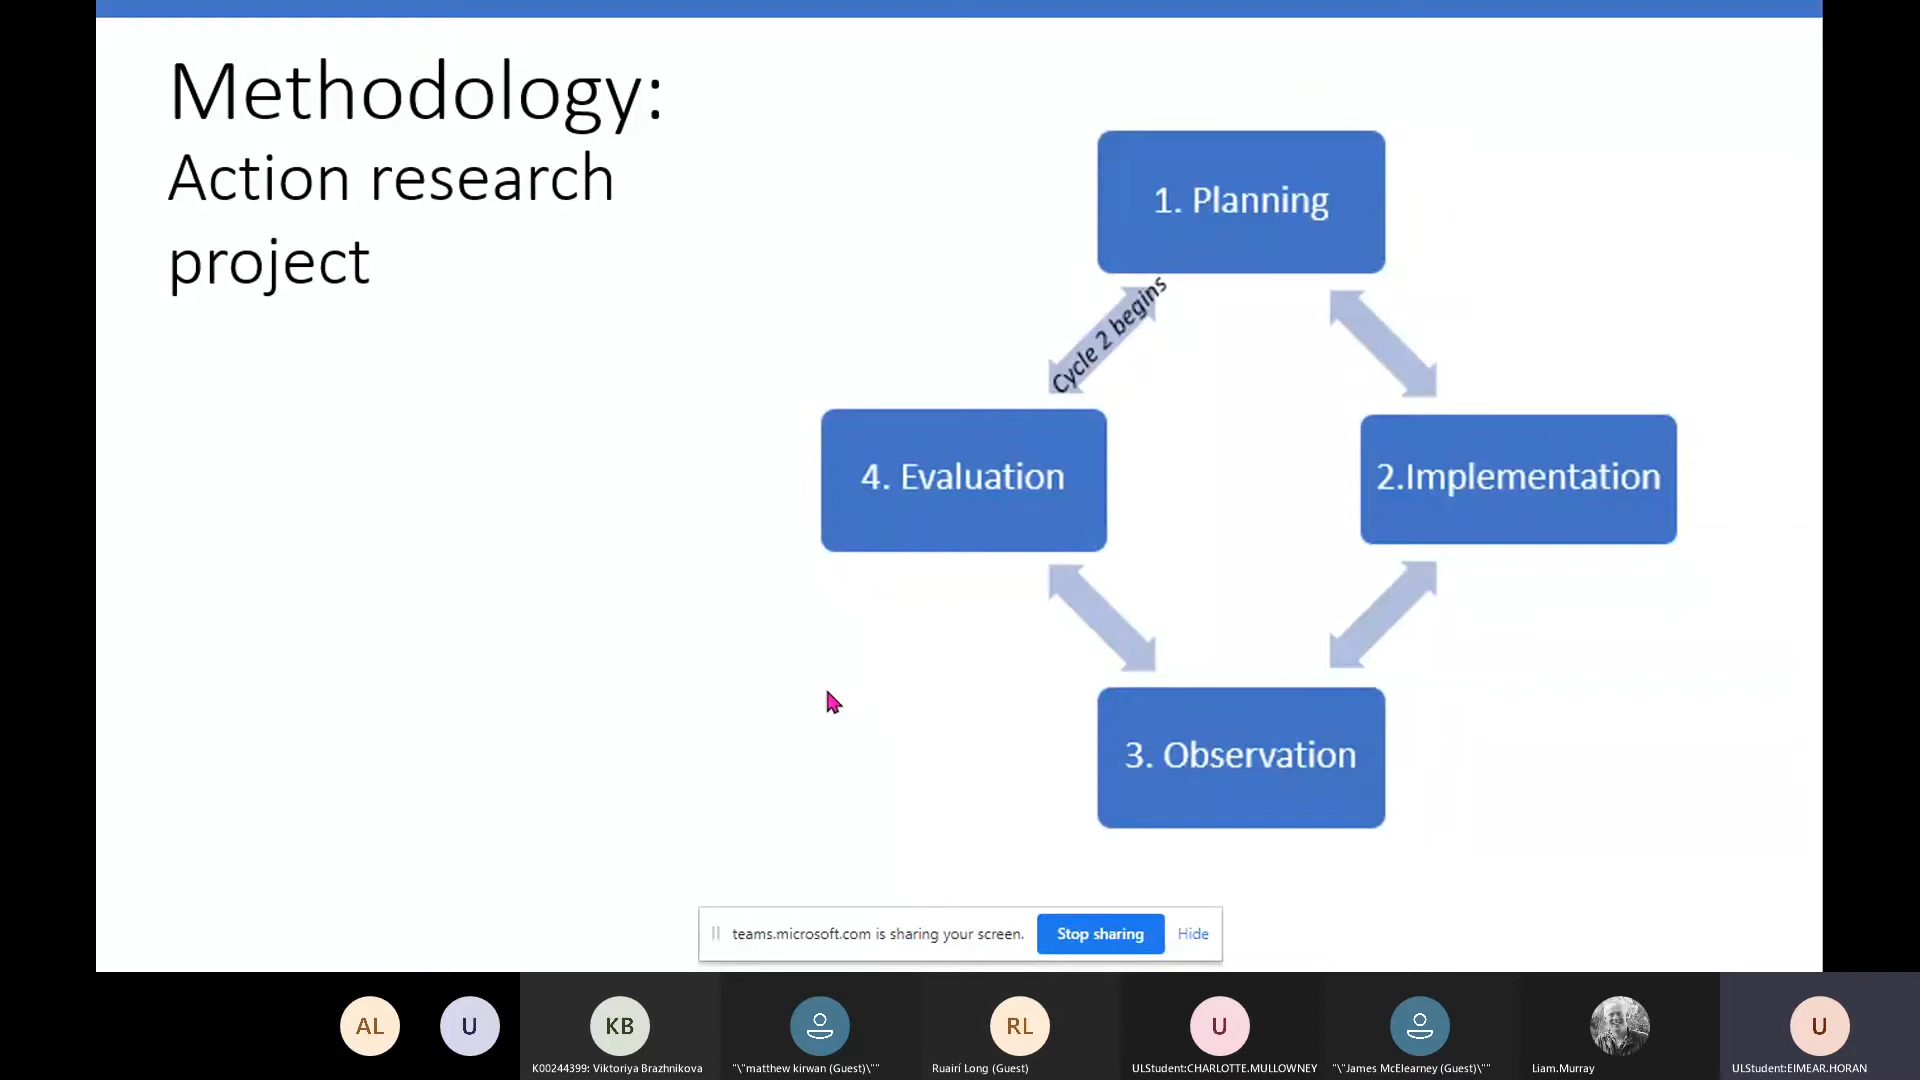 Methodology:
Action research
project
1. Planning
Cycle 2 begins
4. Evaluation
2.Implementation
3. Observation
teams.microsoft.com is sharing your screen.
Stop sharing
Hide
AL
U
KB
RL
U
U
K00244399: Viktoriya Brazhnikova
"\"matthew kirwan (Guest)\""
Ruairí Long (Guest)
ULStudent:CHARLOTTE.MULLOWNEY
"\"James McElearney (Guest)\""
Liam.Murray
ULStudent:EIMEAR.HORAN